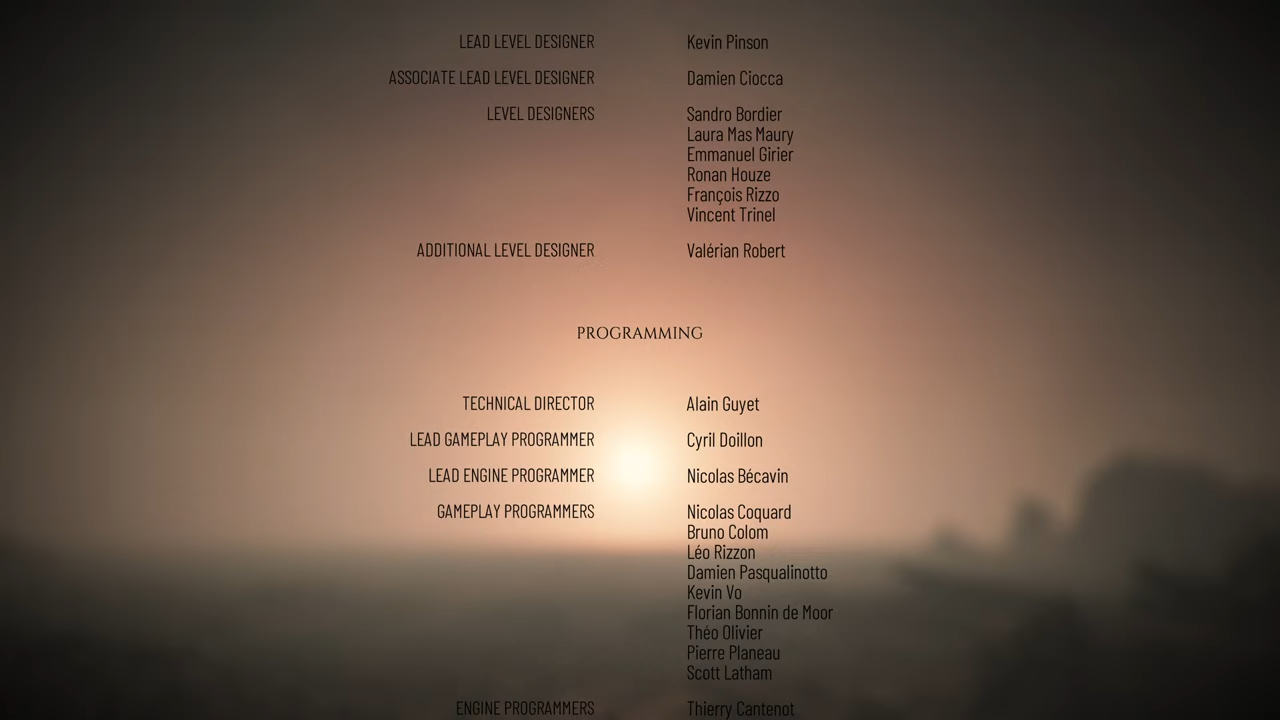 LEAD LEVEL DESIGNER Kevin Pinson
ASSOCIATE LEAD LEVEL DESIGNER Damien Ciocca
LEVEL DESIGNERS Sandro Bordier
Laura Mas Maury
Emmanuel Girier
Ronan Houze
François Rizzo
Vincent Trinel
ADDITIONAL LEVEL DESIGNER Valérian Robert
PROGRAMMING
TECHNICAL DIRECTOR Alain Guyet
LEAD GAMEPLAY PROGRAMMER Cyril Doillon
LEAD ENGINE PROGRAMMER Nicolas Bécavin
GAMEPLAY PROGRAMMERS Nicolas Coquard
Bruno Colom
Léo Rizzon
Damien Pasqualinotto
Kevin Vo
Florian Bonnin de Moor
Théo Olivier
Pierre Planeau
Scott Latham
ENGINE PROGRAMMERS Thierry Cantenot